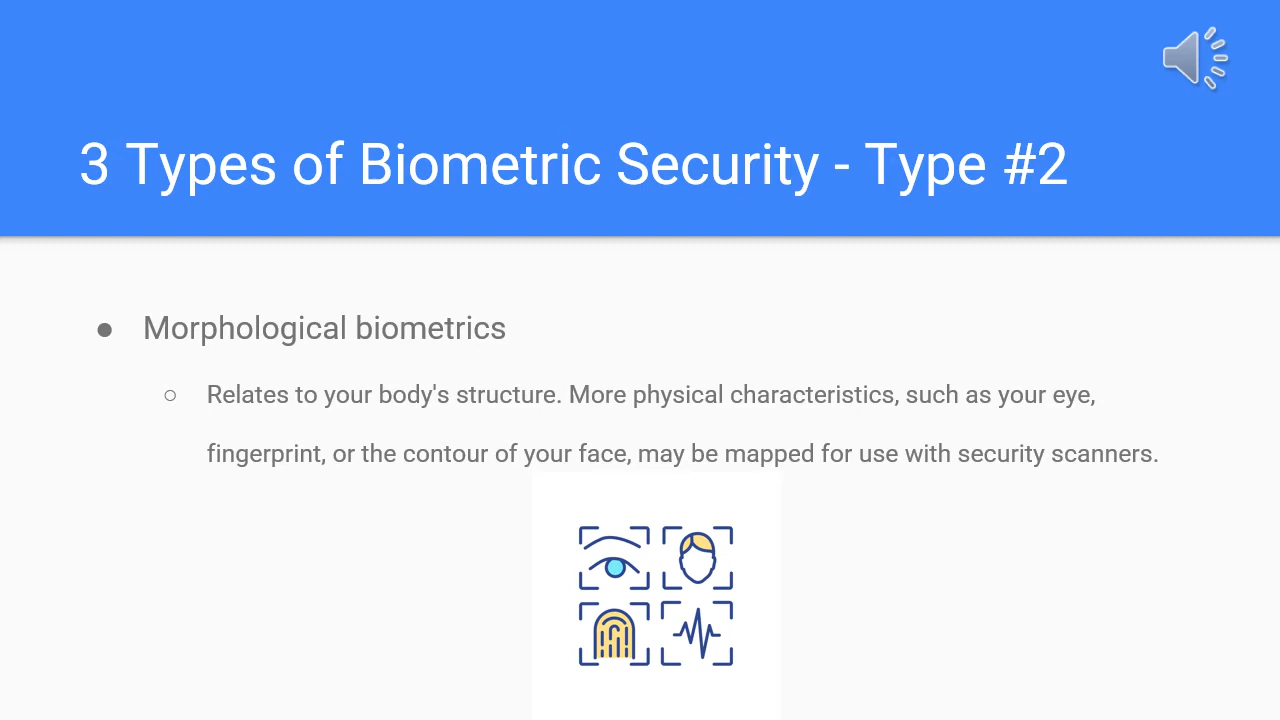 3 Types of Biometric Security - Type #2
● Morphological biometrics
○ Relates to your body's structure. More physical characteristics, such as your eye,
fingerprint, or the contour of your face, may be mapped for use with security scanners.